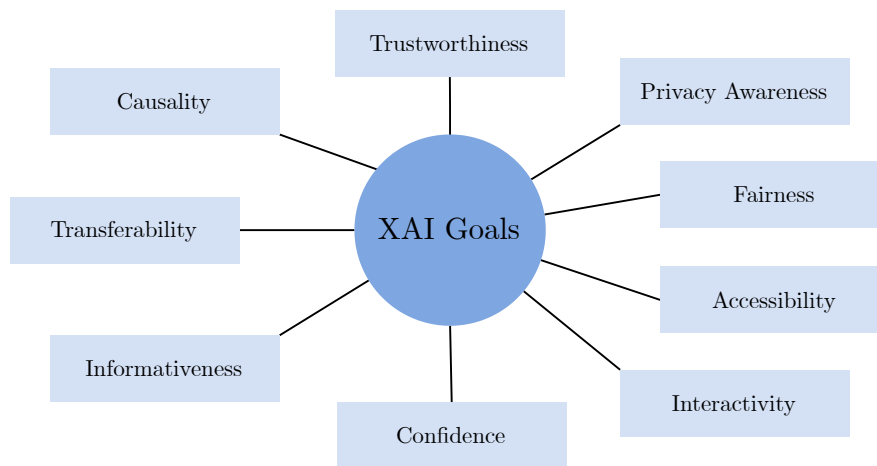 Trustworthiness
Privacy Awareness
Causality
Fairness
XAI Goals
Transferability
Accessibility
Informativeness
Interactivity
Confidence